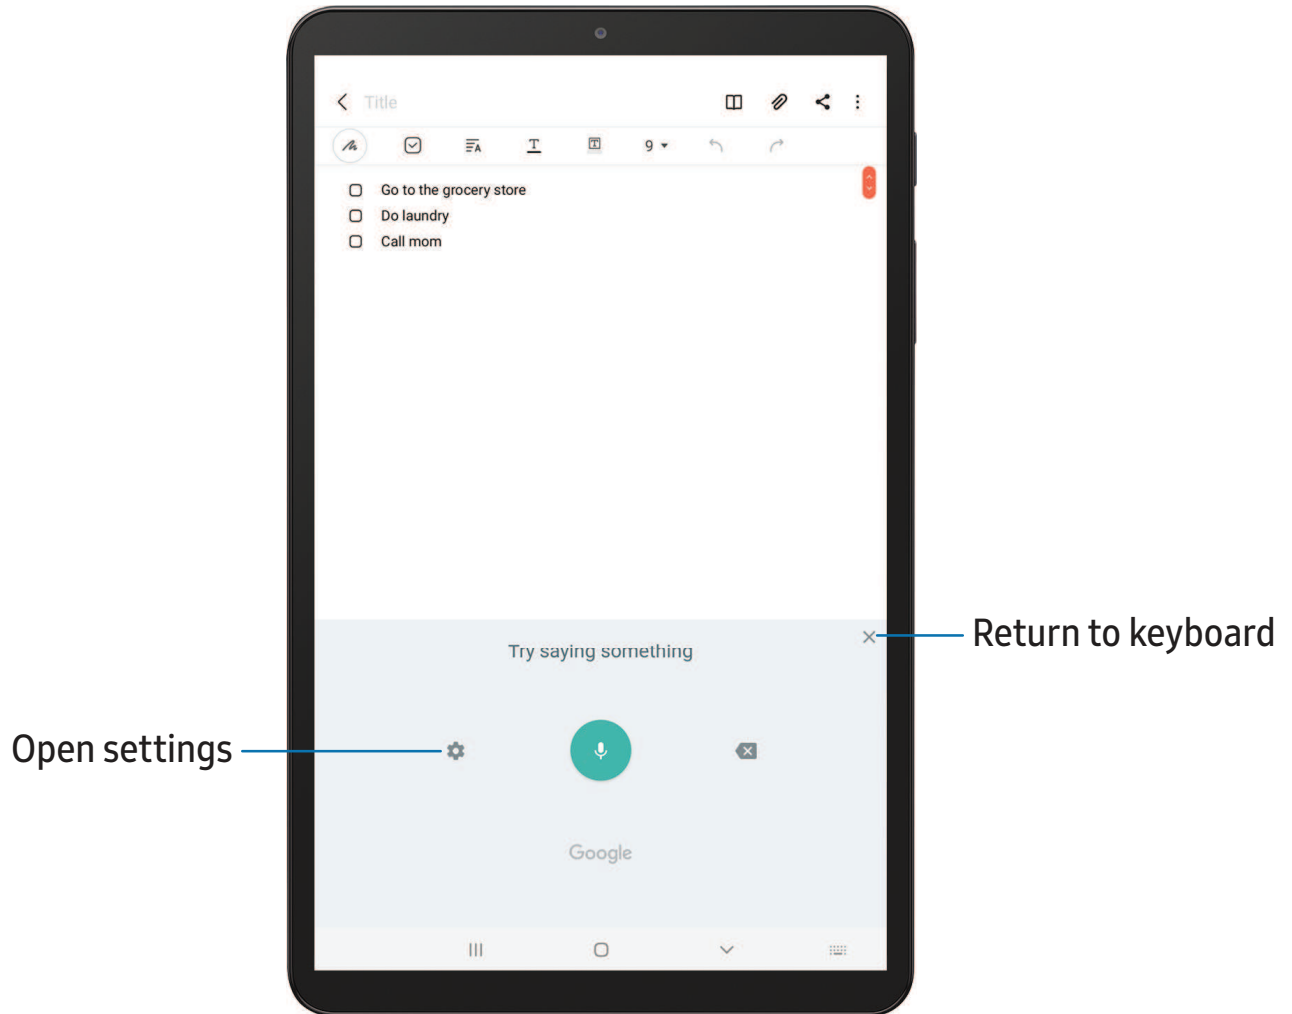 Title
9
Go to the grocery store
Do laundry
Call mom
Return to keyboard
Try saying something
Open settings
Google